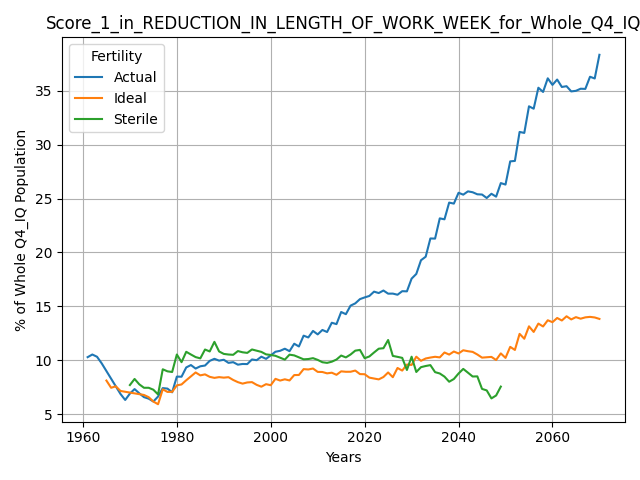 Score_1_in_REDUCTION_IN_LENGTH_OF_WORK_WEEK_for_Whole_Q4_IQ
Fertility
Actual
Ideal
Sterile
% of Whole Q4_IQ Population
35
30
25
20
15
10
5
1960 1980 2000 2020 2040 2060
Years